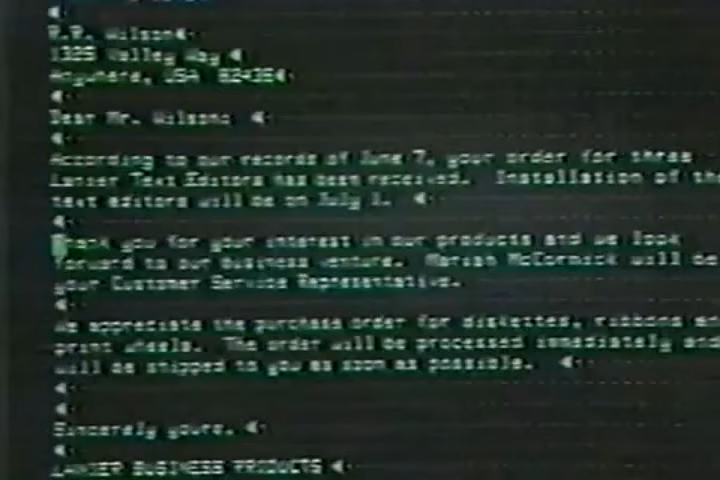 R.R. Wilson
1325 Valley Way
Anywhere, USA 82435
Dear Mr. Wilson:
According to our records of June 7, your order for three
Lanier Text Editors has been received. Installation of the
text editors will be on July 1.
Thank you for your interest in our products and we look
forward to our business venture. Marian McCormick will be
your Customer Service Representative.
We appreciate the purchase order for diskettes, ribbons an
print wheels. The order will be processed immediately and
will be shipped to you as soon as possible.
Sincerely yours,
LANIER BUSINESS PRODUCTS